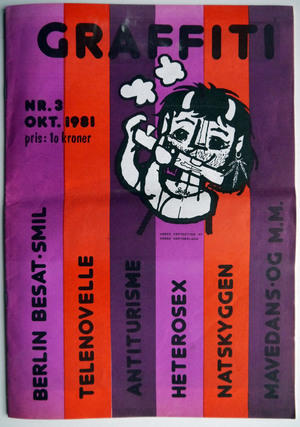 GRAFFITI
NR. 3
OKT. 1981
pris: 10 kroner
BERLIN BESAT·SMIL
TELENOVELLE
ANTITURISME
HETEROSEX
NATSKYGGEN
MAVEDANS·OG M.M.